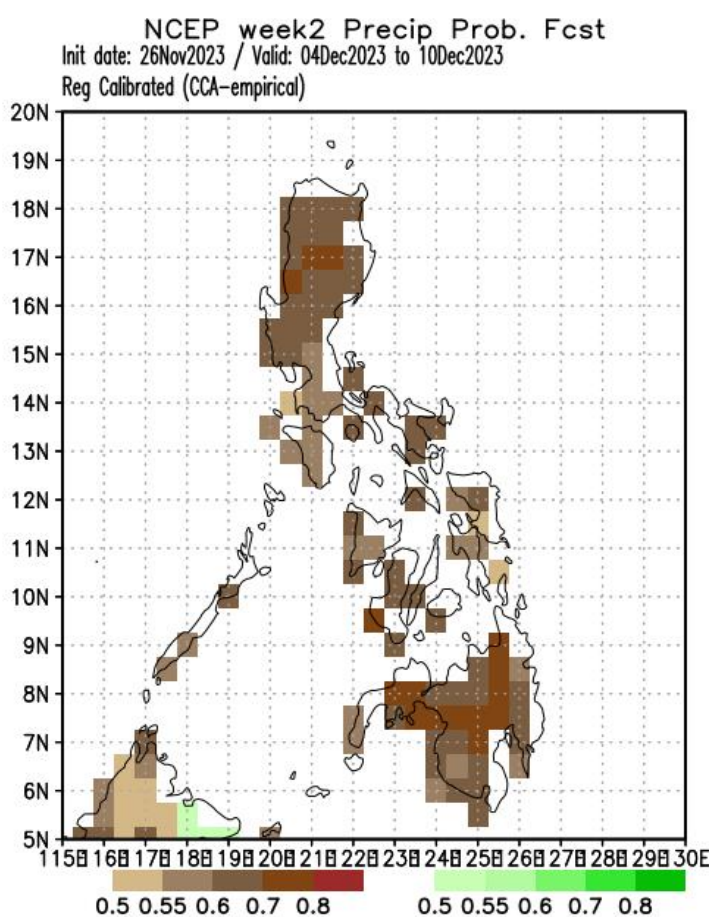 NCEP week2 Precip Prob. Fcst
Init date: 26Nov2023 / Valid: 04Dec2023 to 10Dec2023
Reg Calibrated (CCA-empirical)
20N
19N
18N
17N
16N
15N
14N
13N
12N
11N
10N
9N
8N
7N
6N
5N
0.5 0.55 0.6 0.7 0.8 0.5 0.55 0.6 0.7 0.8